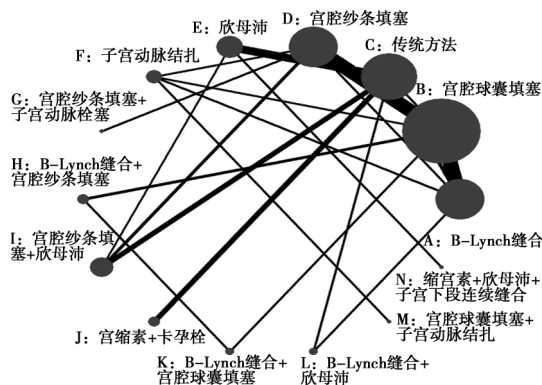 D：宫腔纱条填塞
E：欣母沛
C：传统方法
F：子宫动脉结扎
B：宫腔球囊填塞
G：宫腔纱条填塞+
子宫动脉栓塞
H：B-Lynch缝合+
宫腔纱条填塞
I：宫腔纱条填
塞+欣母沛
A：B-Lynch缝合
N：缩宫素+欣母沛+
子宫下段连续缝合
J：宫缩素+卡孕栓
M：宫腔球囊填塞+
子宫动脉结扎
K：B-Lynch缝合+
宫腔球囊填塞
L：B-Lynch缝合+
欣母沛